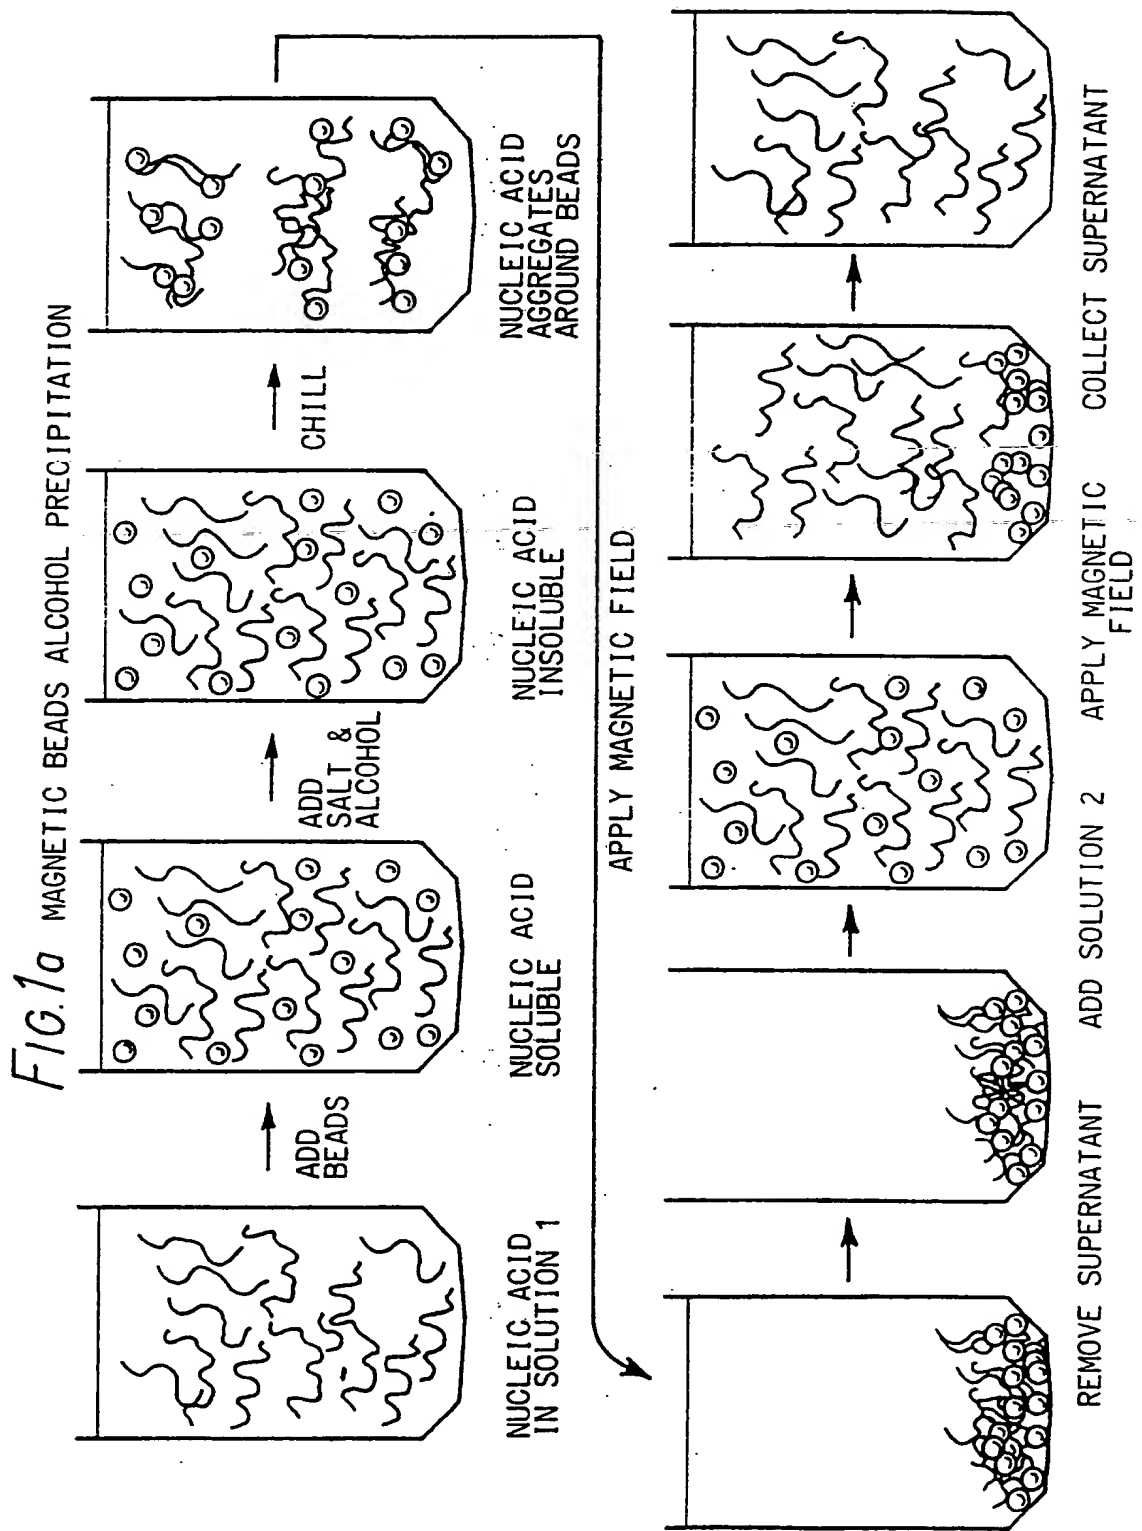 FIG.1a MAGNETIC BEADS ALCOHOL PRECIPITATION
NUCLEIC ACID
IN SOLUTION 1
ADD
BEADS
NUCLEIC ACID
SOLUBLE
ADD
SALT &
ALCOHOL
NUCLEIC ACID
INSOLUBLE
CHILL
NUCLEIC ACID
AGGREGATES
AROUND BEADS
APPLY MAGNETIC FIELD
REMOVE SUPERNATANT
ADD SOLUTION 2
APPLY MAGNETIC
FIELD
COLLECT SUPERNATANT